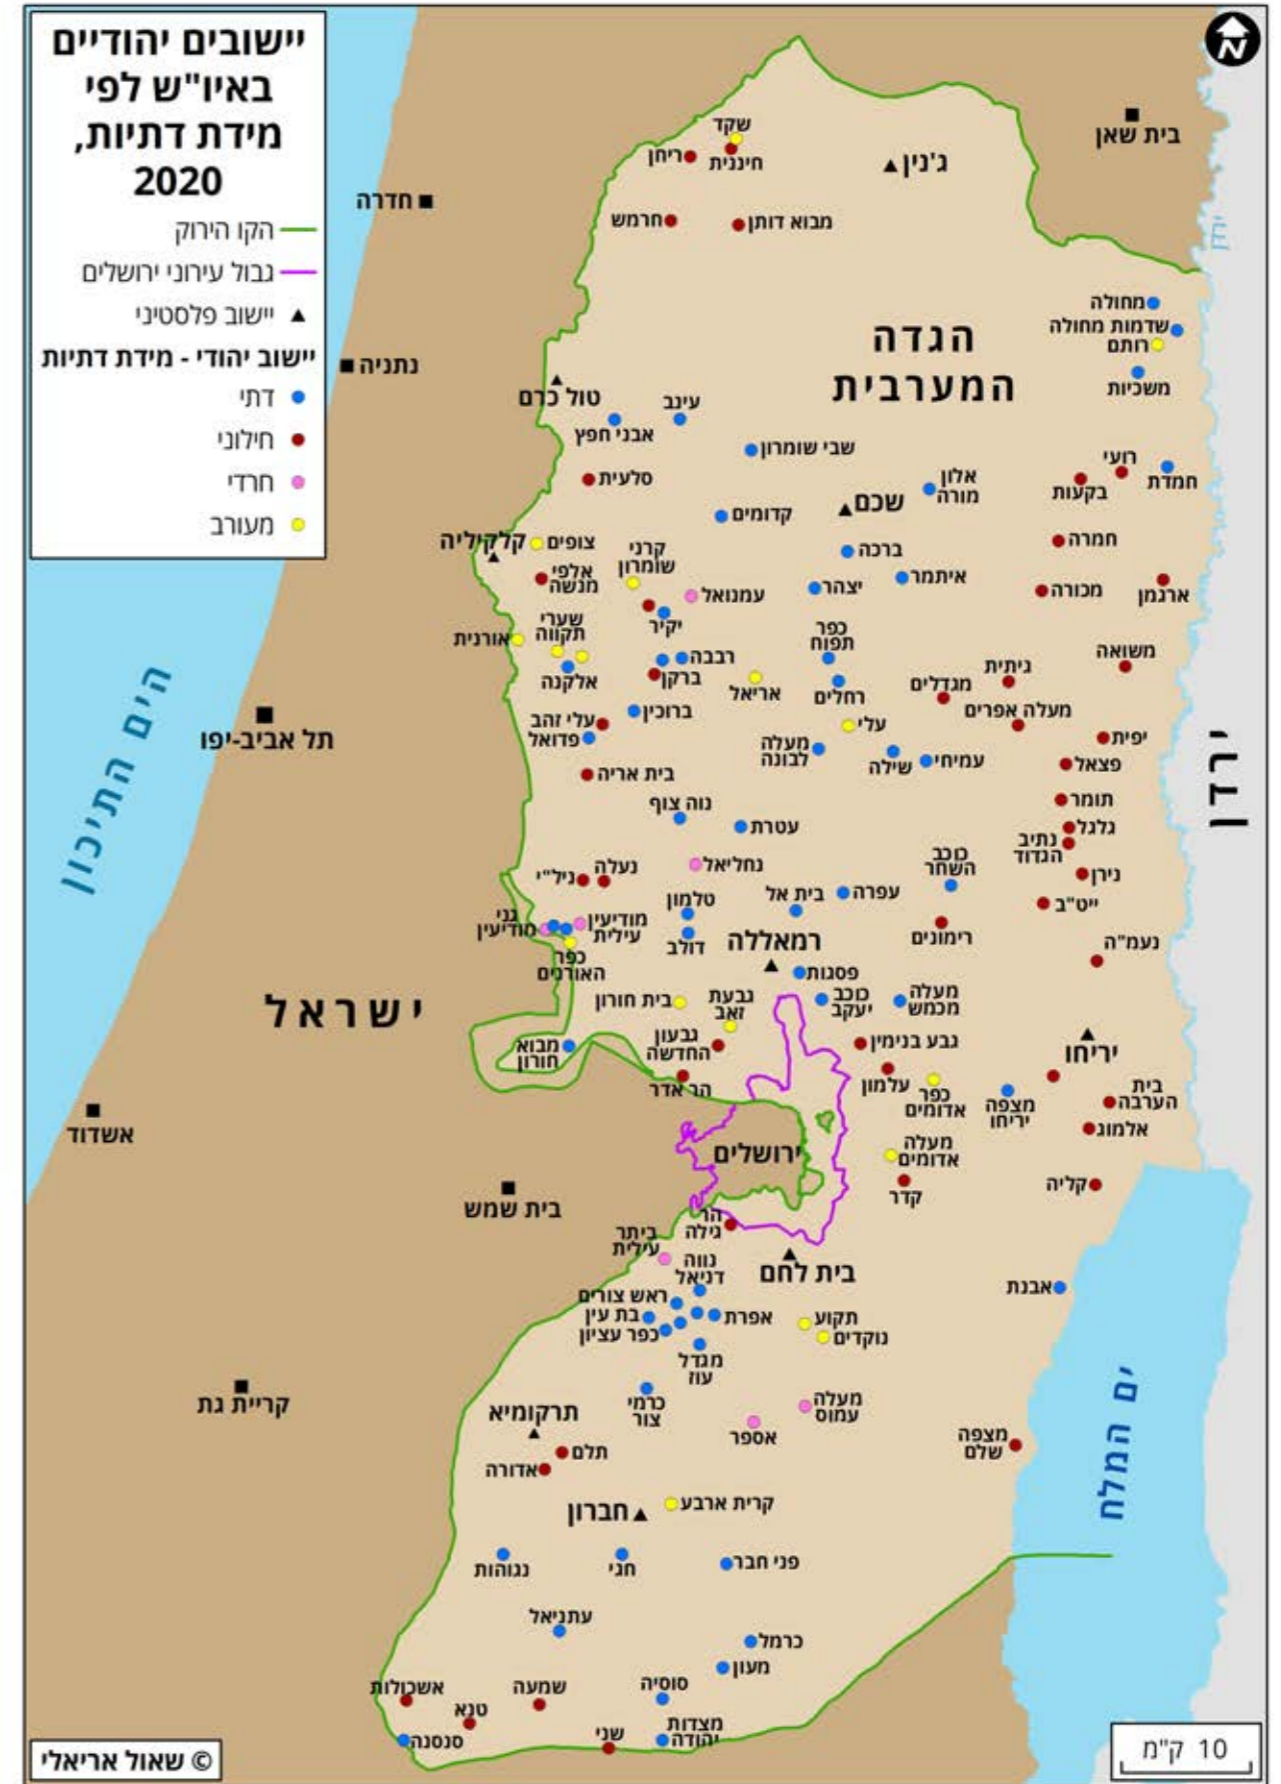 יישובים יהודיים
באיו"ש לפי
מידת דתיות,
2020
הקו הירוק
גבול עירוני ירושלים
יישוב פלסטיני
יישוב יהודי - מידת דתיות
דתי
חילוני
חרדי
מעורב
N
בית שאן
שקד
ריחן
חיננית
ג'נין
חדרה
חרמש
מבוא דותן
ירדן
מחולה
שדמות מחולה
רותם
משכיות
הגדה
המערבית
נתניה
טול כרם
עינב
אבני חפץ
שבי שומרון
סלעית
רועי
בקעות
חמדת
אלון
מורה
שכם
קדומים
חמרה
קלקיליה
צופים
קרני
שומרון
ברכה
אלפי
מנשה
עמנואל
יצהר
איתמר
מכורה
ארגמן
יקיר
שערי
תקווה
אורנית
כפר
תפוח
משואה
רבבה
אלקנה
ברקן
אריאל
רחלים
גיתית
מגדלים
מעלה אפרים
ברוכין
עלי זהב
פדואל
עלי
תל אביב-יפו
הים התיכון
מעלה
לבונה
שילה
עמיחי
יפית
פצאל
בית אריה
ירדן
תומר
נוה צוף
עטרת
גלגל
נתיב
הגדוד
נחליאל
כוכב
השחר
נעלה
ניל"י
נירן
עפרה
בית אל
טלמון
ייט"ב
גני
מודיעין
מודיעין
עילית
דולב
רמאללה
רימונים
נעמ"ה
כפר
האורנים
פסגות
ישראל
בית חורון
גבעת
זאב
כוכב
יעקב
מעלה
מכמש
מבוא
חורון
גבעון
החדשה
גבע בנימין
יריחו
הר אדר
עלמון
כפר
אדומים
מצפה
יריחו
בית
הערבה
אשדוד
אלמוג
ירושלים
מעלה
אדומים
קדר
קליה
בית שמש
הר
גילה
ביתר
עילית
נווה
דניאל
בית לחם
אבנת
ראש צורים
בת עין
אפרת
תקוע
כפר עציון
נוקדים
מגדל
עוז
ים המלח
קריית גת
כרמי
צור
מעלה
עמוס
תרקומיא
אספר
מצפה
שלם
תלם
אדורה
קרית ארבע
חברון
נגוהות
חגי
פני חבר
עתניאל
כרמל
מעון
אשכולות
טנא
שמעה
סוסיה
סנסנה
שני
מצדות
יהודה
© שאול אריאלי
10 ק"מ